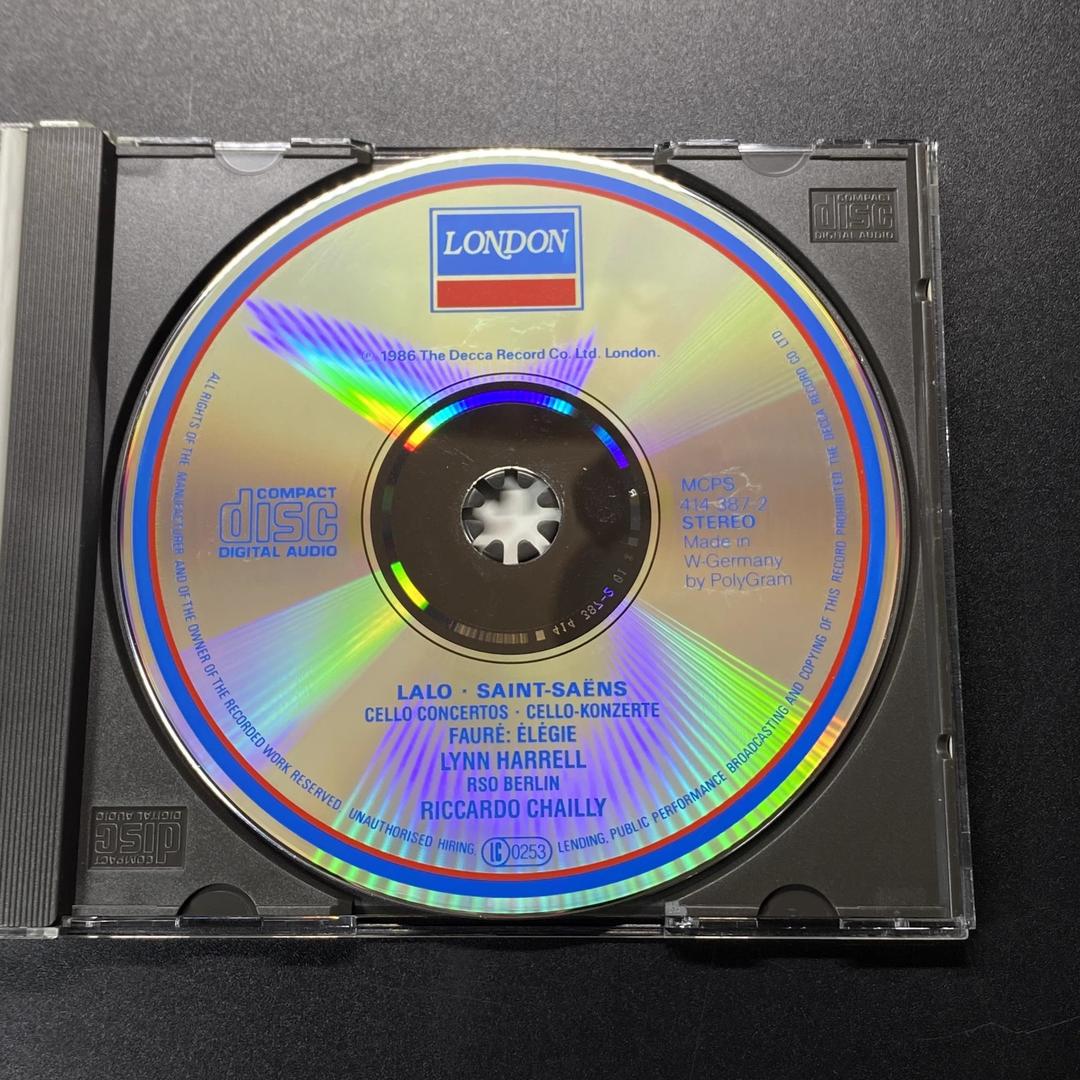 COMPACT
disc
DIGITAL AUDIO
LONDON
℗ 1986 The Decca Record Co. Ltd. London.
COMPACT
disc
DIGITAL AUDIO
MCPS
414 387-2
STEREO
Made in
W-Germany
by PolyGram
414 387-2 01
LALO · SAINT-SAËNS
CELLO CONCERTOS · CELLO-KONZERTE
FAURÉ: ÉLÉGIE
LYNN HARRELL
RSO BERLIN
RICCARDO CHAILLY
ALL RIGHTS OF THE MANUFACTURER AND OF THE OWNER OF THE RECORDED WORK RESERVED. UNAUTHORISED HIRING, LENDING, PUBLIC PERFORMANCE BROADCASTING AND COPYING OF THIS RECORD PROHIBITED THE DECCA RECORD CO. LTD
LC 0253
COMPACT
disc
DIGITAL AUDIO